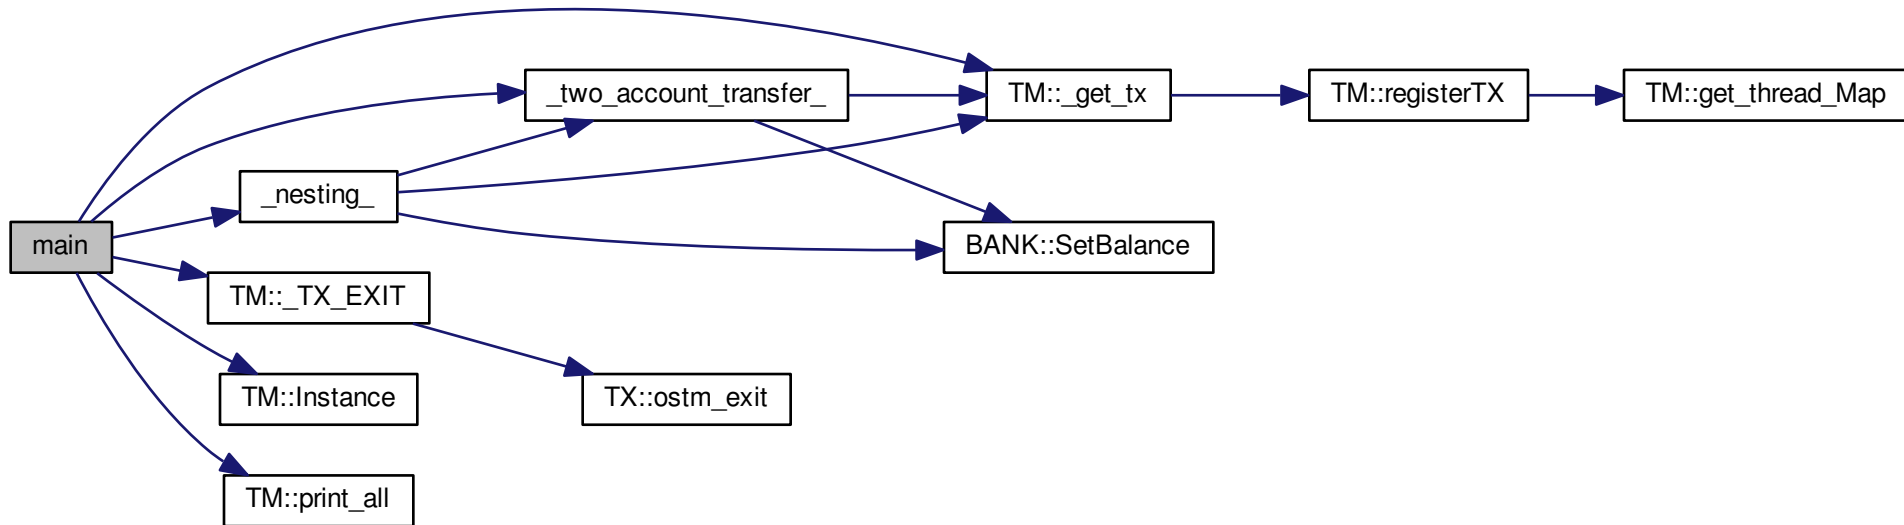 _two_account_transfer_
TM::_get_tx
TM::registerTX
TM::get_thread_Map
_nesting_
main
BANK::SetBalance
TM::_TX_EXIT
TM::Instance
TX::ostm_exit
TM::print_all